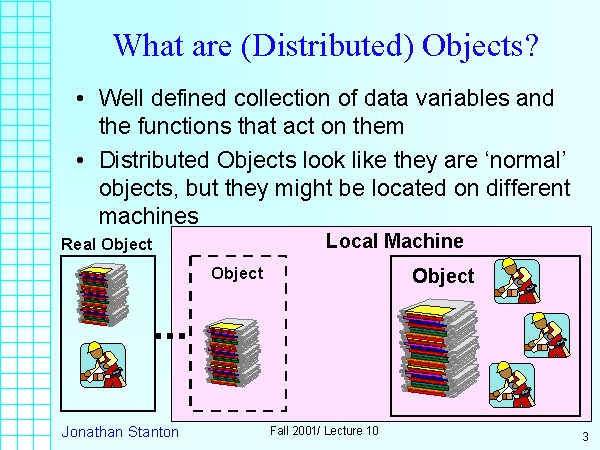 What are (Distributed) Objects?
• Well defined collection of data variables and
the functions that act on them
• Distributed Objects look like they are ‘normal’
objects, but they might be located on different
machines
Real Object
Local Machine
Object
Object
Jonathan Stanton
Fall 2001/ Lecture 10
3